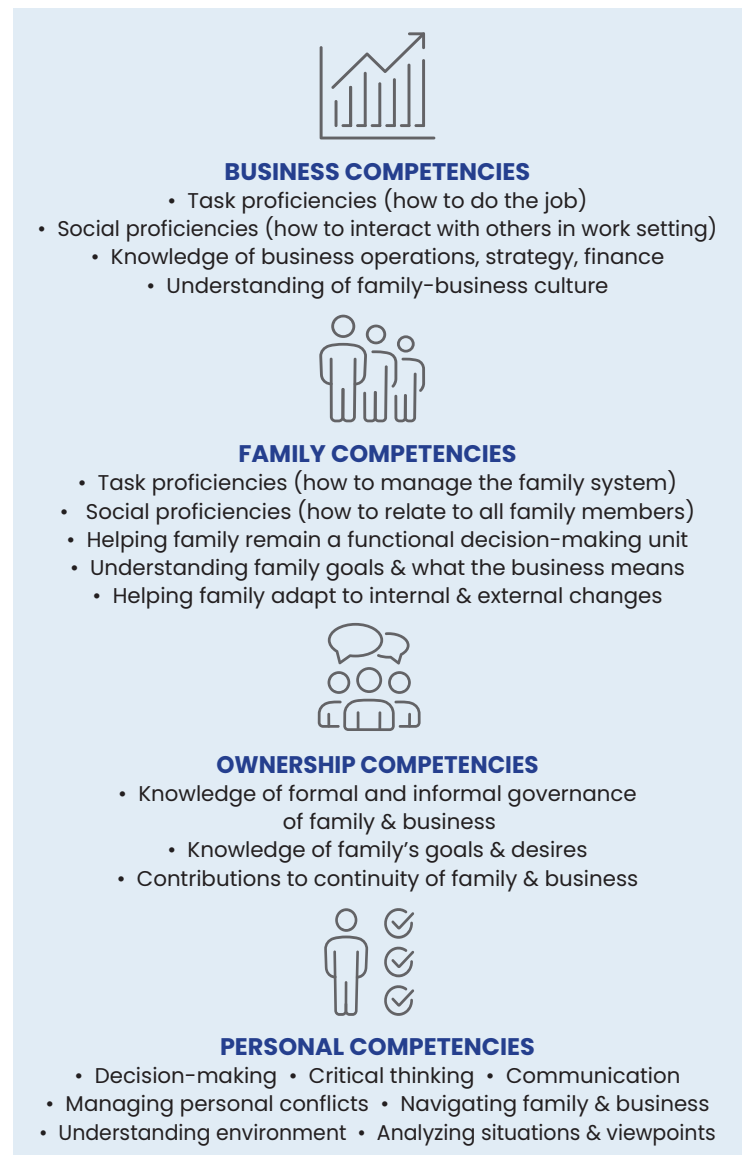 BUSINESS COMPETENCIES
• Task proficiencies (how to do the job)
• Social proficiencies (how to interact with others in work setting)
• Knowledge of business operations, strategy, finance
• Understanding of family-business culture
FAMILY COMPETENCIES
• Task proficiencies (how to manage the family system)
• Social proficiencies (how to relate to all family members)
• Helping family remain a functional decision-making unit
• Understanding family goals & what the business means
• Helping family adapt to internal & external changes
OWNERSHIP COMPETENCIES
• Knowledge of formal and informal governance
of family & business
• Knowledge of family's goals & desires
• Contributions to continuity of family & business
PERSONAL COMPETENCIES
• Decision-making • Critical thinking • Communication
• Managing personal conflicts • Navigating family & business
• Understanding environment • Analyzing situations & viewpoints